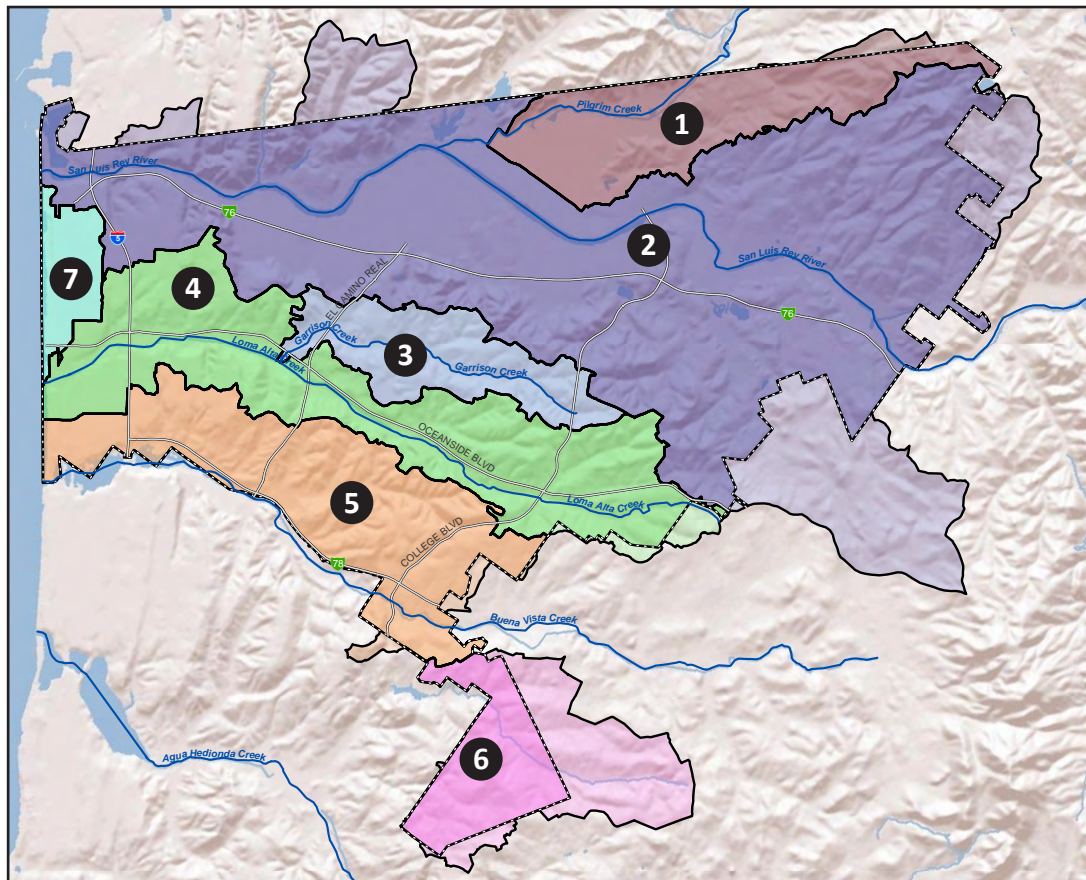 Pilgrim Creek
1
San Luis Rey River
76
5
2
San Luis Rey River
7
4
EL CAMINO REAL
76
Garrison Creek
3
Loma Alta Creek
Garrison Creek
OCEANSIDE BLVD
5
Loma Alta Creek
COLLEGE BLVD
78
Buena Vista Creek
Agua Hedionda Creek
6